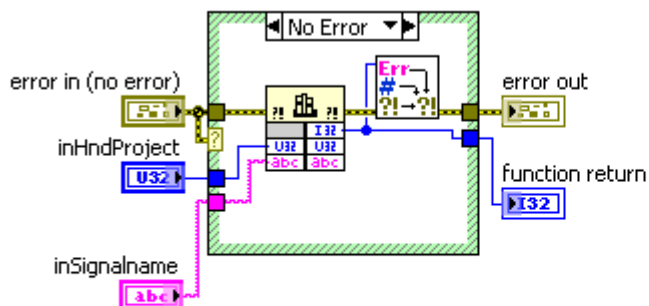 No Error
error in (no error)
Err
error out
#
?! ?!
?!→?!
I32
?
U32 U32
inHndProject
abc abc
U32
function return
I32
inSignalname
abc